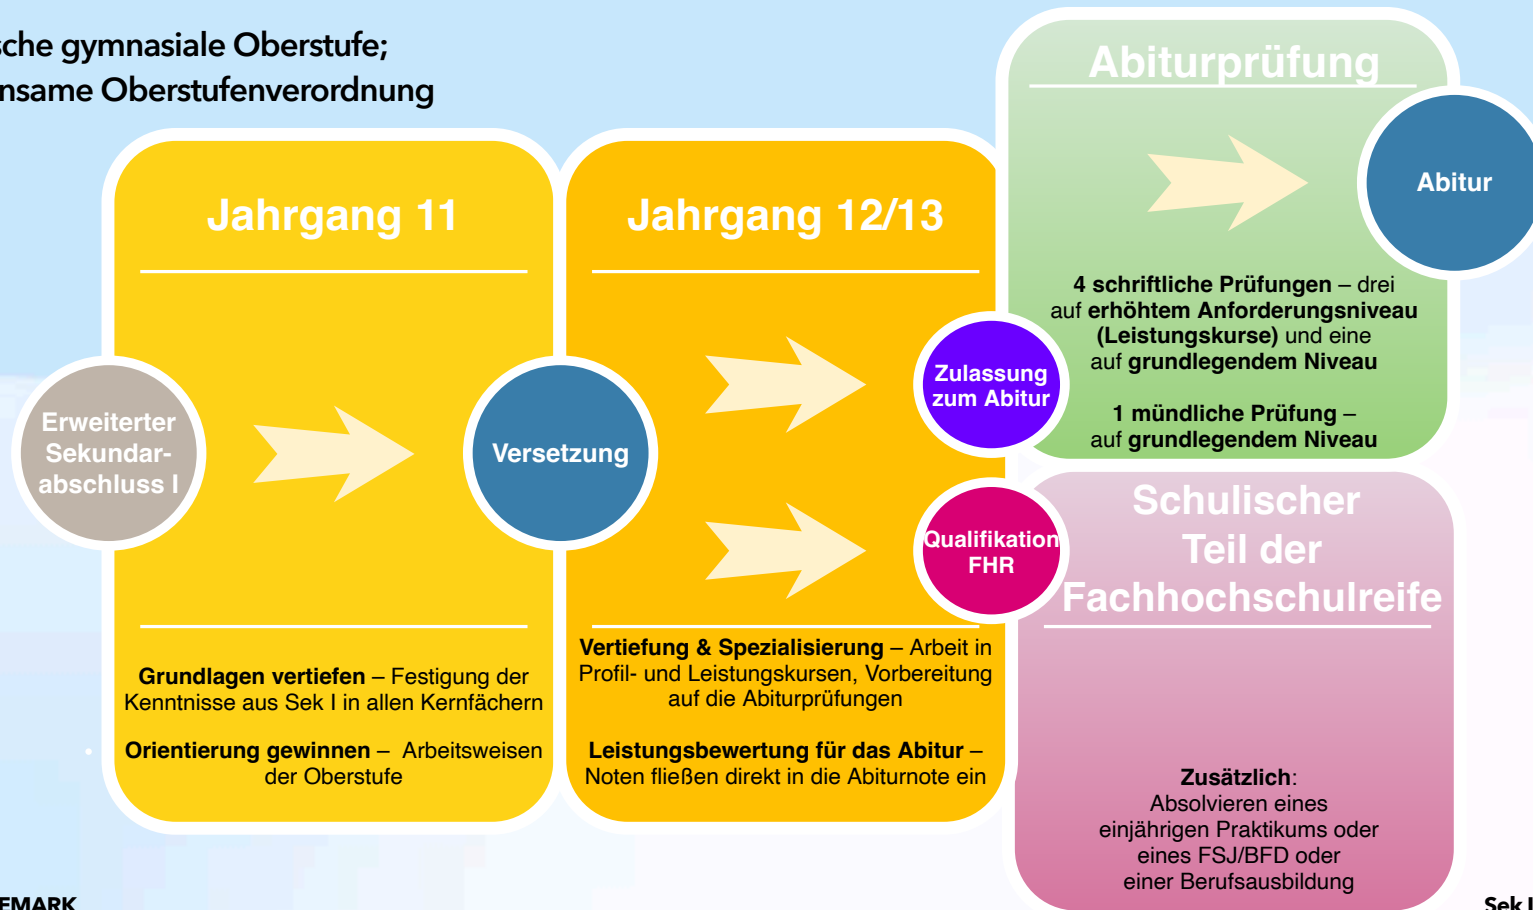 sche gymnasiale Oberstufe;
nsame Oberstufenverordnung
Jahrgang 11
Erweiterter
Sekundar-
abschluss I
Grundlagen vertiefen – Festigung der
Kenntnisse aus Sek I in allen Kernfächern
Orientierung gewinnen – Arbeitsweisen
der Oberstufe
Versetzung
Jahrgang 12/13
Vertiefung & Spezialisierung – Arbeit in
Profil- und Leistungskursen, Vorbereitung
auf die Abiturprüfungen
Leistungsbewertung für das Abitur –
Noten fließen direkt in die Abiturnote ein
Zulassung
zum Abitur
Qualifikation
FHR
Abiturprüfung
Abitur
4 schriftliche Prüfungen – drei
auf erhöhtem Anforderungsniveau
(Leistungskurse) und eine
auf grundlegendem Niveau
1 mündliche Prüfung –
auf grundlegendem Niveau
Schulischer
Teil der
Fachhochschulreife
Zusätzlich:
Absolvieren eines
einjährigen Praktikums oder
eines FSJ/BFD oder
einer Berufsausbildung
EMARK
Sek I